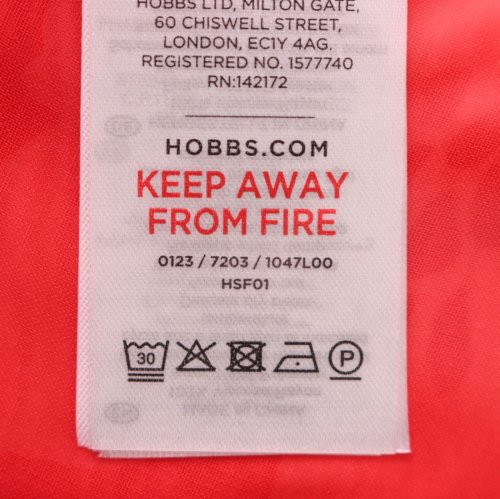 HOBBS LTD, MILTON GATE,
60 CHISWELL STREET,
LONDON, EC1Y 4AG.
REGISTERED NO. 1577740
RN:142172
HOBBS.COM
KEEP AWAY
FROM FIRE
0123 / 7203 / 1047L00
HSF01
30 P